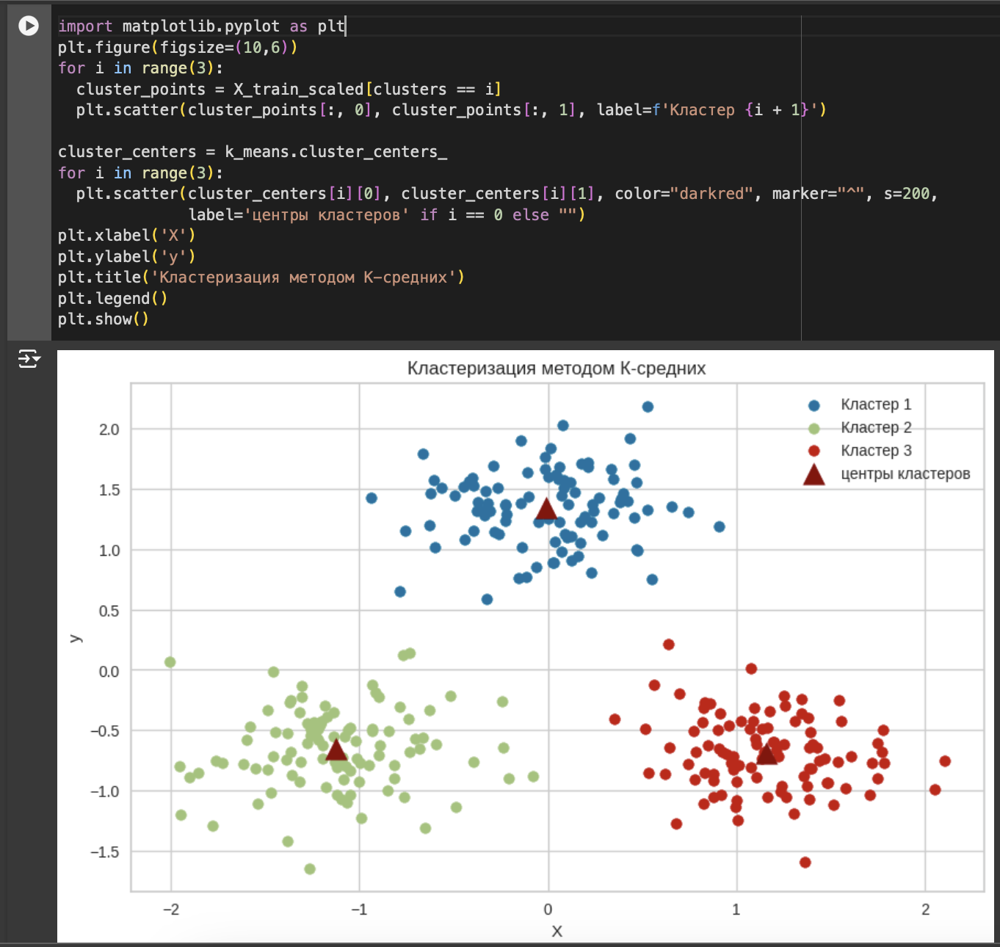 import matplotlib.pyplot as plt
plt.figure(figsize=(10,6))
for i in range(3):
  cluster_points = X_train_scaled[clusters == i]
  plt.scatter(cluster_points[:, 0], cluster_points[:, 1], label=f'Кластер {i + 1}')

cluster_centers = k_means.cluster_centers_
for i in range(3):
  plt.scatter(cluster_centers[i][0], cluster_centers[i][1], color="darkred", marker="^", s=200,
              label='центры кластеров' if i == 0 else "")
plt.xlabel('X')
plt.ylabel('y')
plt.title('Кластеризация методом К-средних')
plt.legend()
plt.show()
Кластеризация методом К-средних
Кластер 1
Кластер 2
Кластер 3
центры кластеров
2.0
1.5
1.0
0.5
0.0
−0.5
−1.0
−1.5
y
−2
−1
0
1
2
X